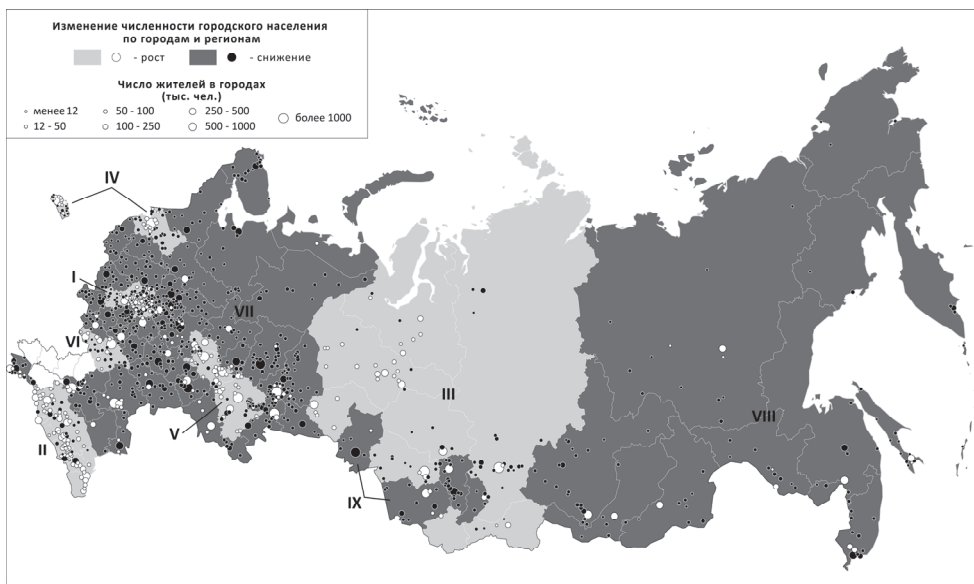 Изменение численности городского населения
по городам и регионам
- рост
- снижение
Число жителей в городах
(тыс. чел.)
менее 12
50 - 100
250 - 500
более 1000
12 - 50
100 - 250
500 - 1000
IV
I
VII
VI
III
VIII
V
II
IX